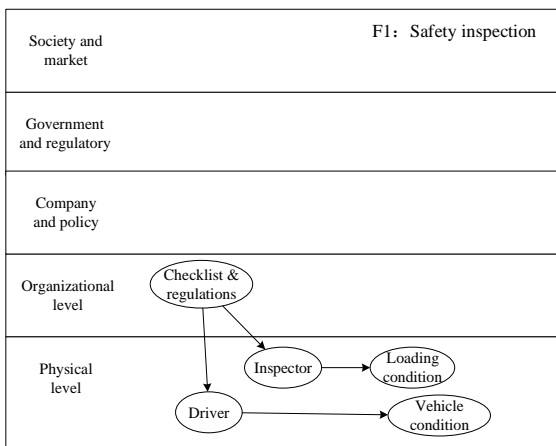 F1：Safety inspection
Society and
market
Government
and regulatory
Company
and policy
Organizational
level
Checklist &
regulations
Physical
level
Inspector
Loading
condition
Driver
Vehicle
condition